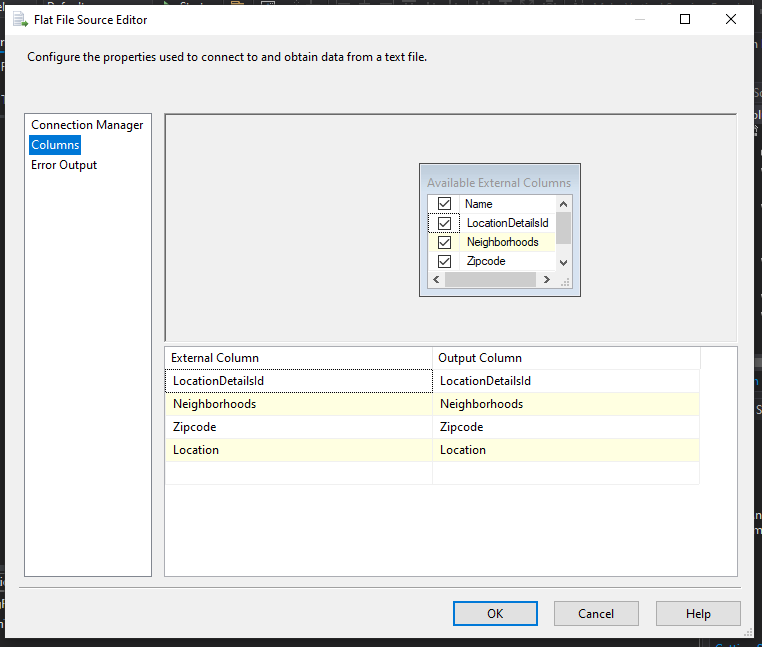 Flat File Source Editor
Configure the properties used to connect to and obtain data from a text file.
Connection Manager
Columns
Error Output
Available External Columns
Name
LocationDetailsId
Neighborhoods
Zipcode
External Column Output Column
LocationDetailsId LocationDetailsId
Neighborhoods Neighborhoods
Zipcode Zipcode
Location Location
OK Cancel Help